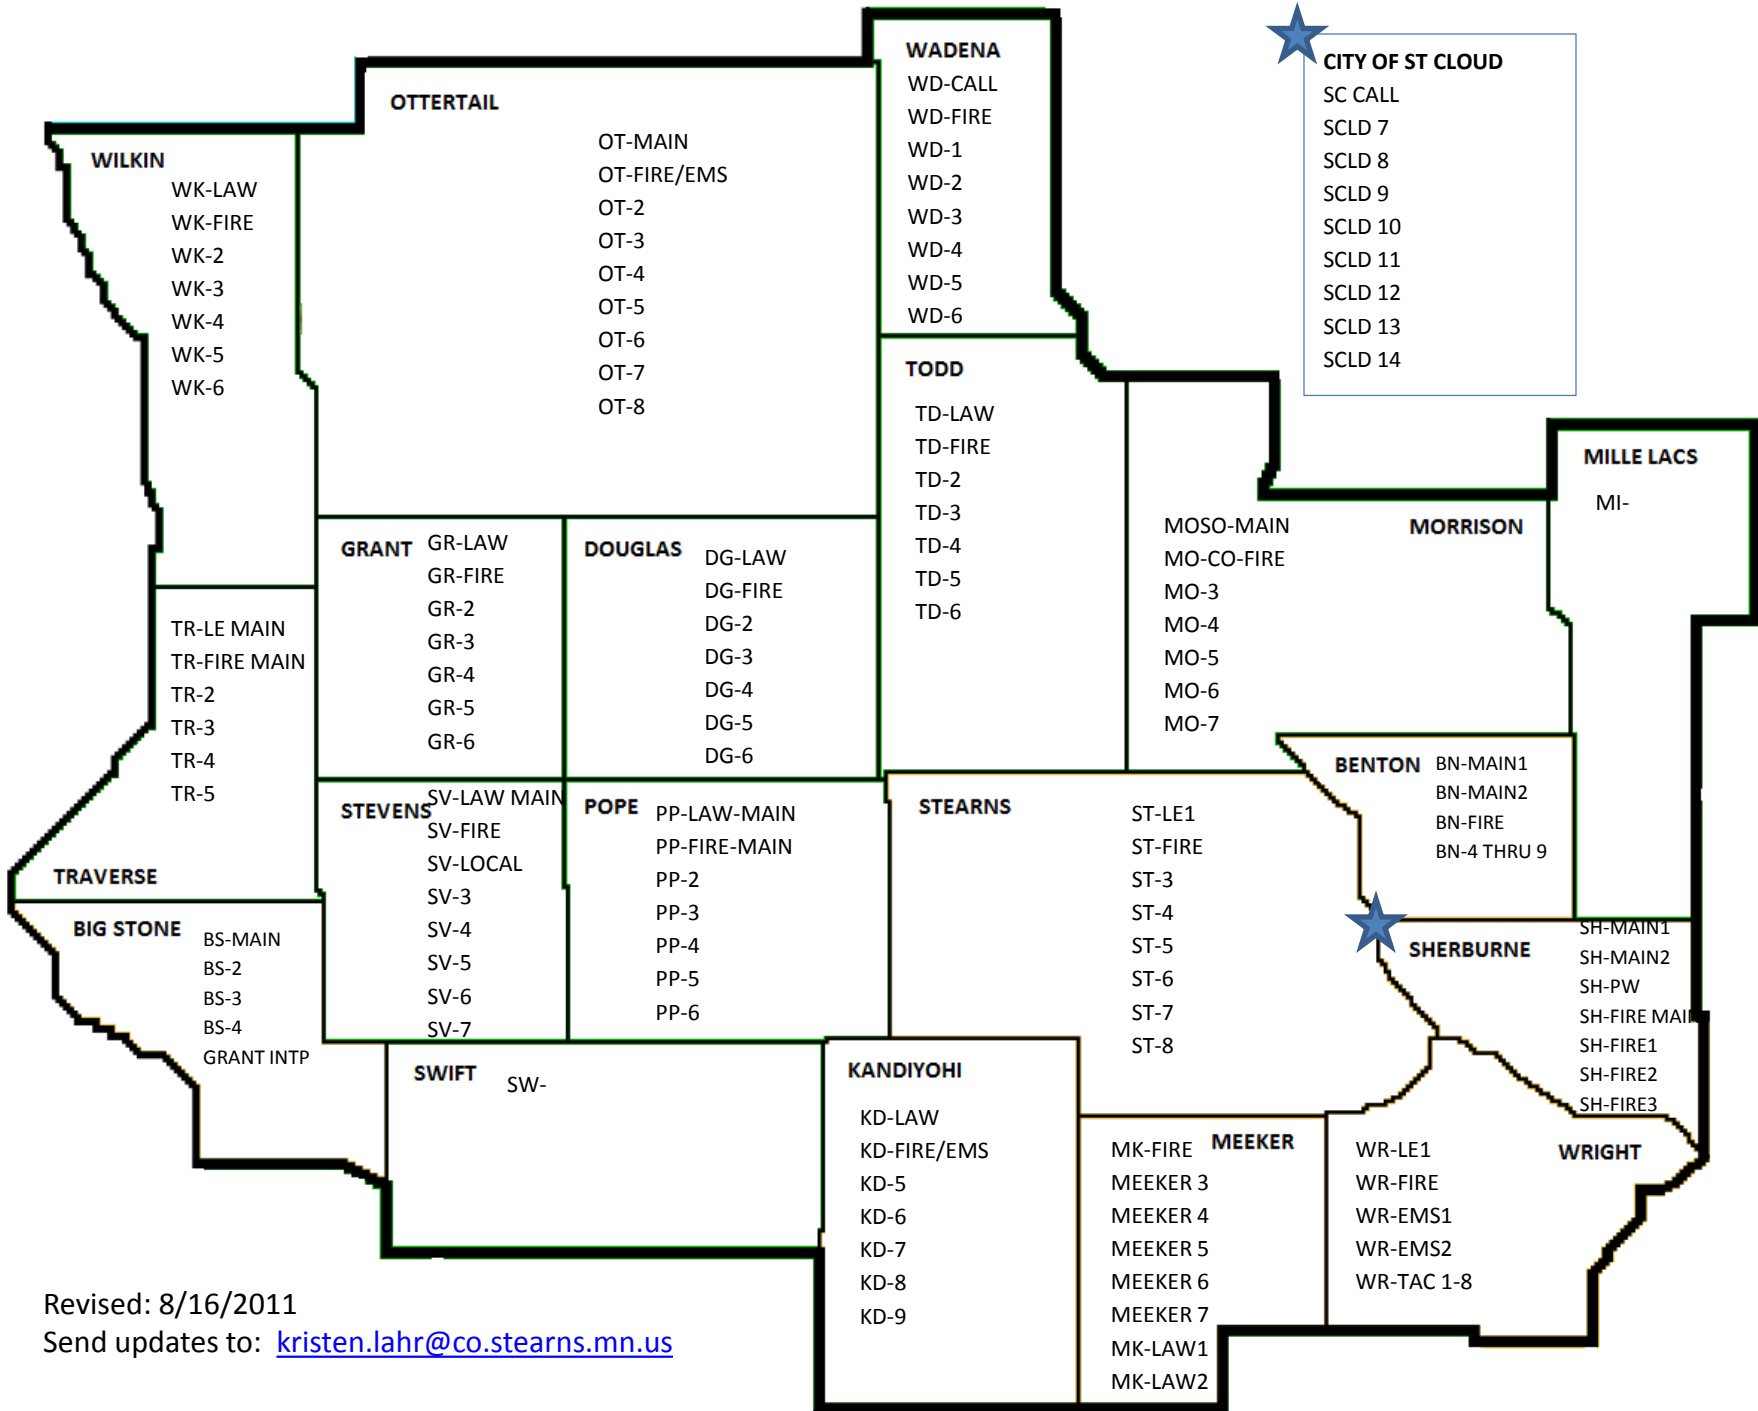 WADENA
WD-CALL
WD-FIRE
WD-1
WD-2
WD-3
WD-4
WD-5
WD-6
CITY OF ST CLOUD
SC CALL
SCLD 7
SCLD 8
SCLD 9
SCLD 10
SCLD 11
SCLD 12
SCLD 13
SCLD 14
OTTERTAIL
OT-MAIN
OT-FIRE/EMS
OT-2
OT-3
OT-4
OT-5
OT-6
OT-7
OT-8
WILKIN
WK-LAW
WK-FIRE
WK-2
WK-3
WK-4
WK-5
WK-6
TODD
TD-LAW
TD-FIRE
TD-2
TD-3
TD-4
TD-5
TD-6
MILLE LACS
MI-
MORRISON
MOSO-MAIN
MO-CO-FIRE
MO-3
MO-4
MO-5
MO-6
MO-7
GRANT
GR-LAW
GR-FIRE
GR-2
GR-3
GR-4
GR-5
GR-6
DOUGLAS
DG-LAW
DG-FIRE
DG-2
DG-3
DG-4
DG-5
DG-6
TR-LE MAIN
TR-FIRE MAIN
TR-2
TR-3
TR-4
TR-5
TRAVERSE
STEVENS
SV-LAW MAIN
SV-FIRE
SV-LOCAL
SV-3
SV-4
SV-5
SV-6
SV-7
POPE
PP-LAW-MAIN
PP-FIRE-MAIN
PP-2
PP-3
PP-4
PP-5
PP-6
STEARNS
ST-LE1
ST-FIRE
ST-3
ST-4
ST-5
ST-6
ST-7
ST-8
BENTON
BN-MAIN1
BN-MAIN2
BN-FIRE
BN-4 THRU 9
SHERBURNE
SH-MAIN1
SH-MAIN2
SH-PW
SH-FIRE MAIN
SH-FIRE1
SH-FIRE2
SH-FIRE3
BIG STONE
BS-MAIN
BS-2
BS-3
BS-4
GRANT INTP
SWIFT
SW-
KANDIYOHI
KD-LAW
KD-FIRE/EMS
KD-5
KD-6
KD-7
KD-8
KD-9
MEEKER
MK-FIRE
MEEKER 3
MEEKER 4
MEEKER 5
MEEKER 6
MEEKER 7
MK-LAW1
MK-LAW2
WRIGHT
WR-LE1
WR-FIRE
WR-EMS1
WR-EMS2
WR-TAC 1-8
Revised: 8/16/2011
Send updates to: kristen.lahr@co.stearns.mn.us